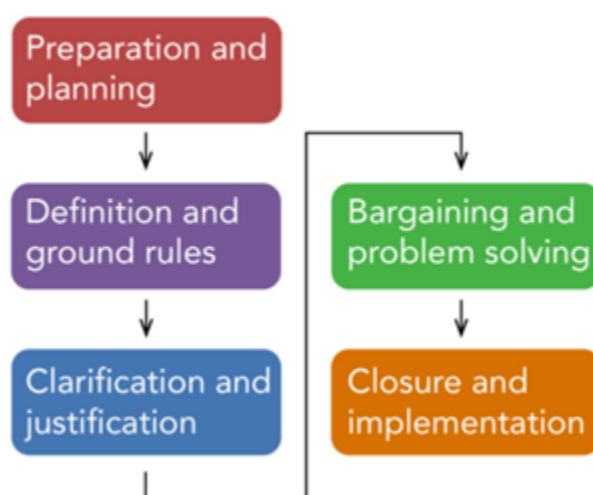 Preparation and
planning
Definition and
ground rules
Clarification and
justification
Bargaining and
problem solving
Closure and
implementation